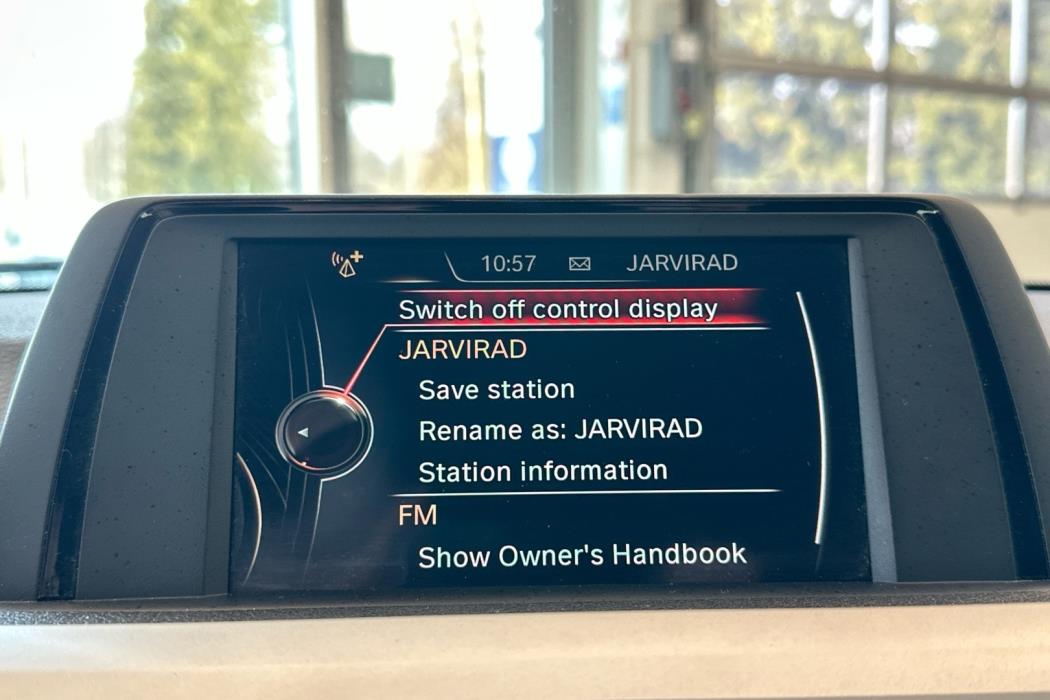 10:57 JARVIRAD
Switch off control display
JARVIRAD
Save station
Rename as: JARVIRAD
Station information
FM
Show Owner's Handbook